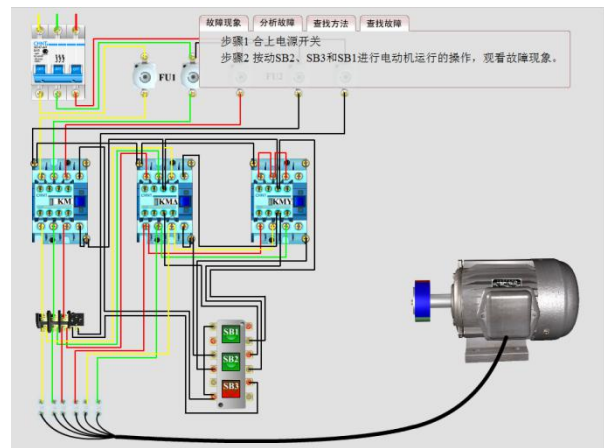 故障现象 分析故障 查找方法 查找故障
步骤1 合上电源开关
步骤2 按动SB2、SB3和SB1进行电动机运行的操作，观看故障现象。
FU1
FU2
KM
KMΔ
KMY
SB1
SB2
SB3